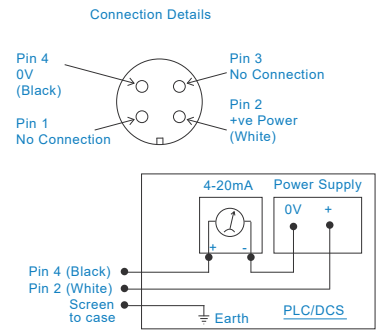 Connection Details
Pin 4
0V
(Black)
Pin 3
No Connection
Pin 1
No Connection
Pin 2
+ve Power
(White)
4-20mA
Power Supply
0V
+
+
-
Pin 4 (Black)
Pin 2 (White)
Screen
to case
Earth
PLC/DCS